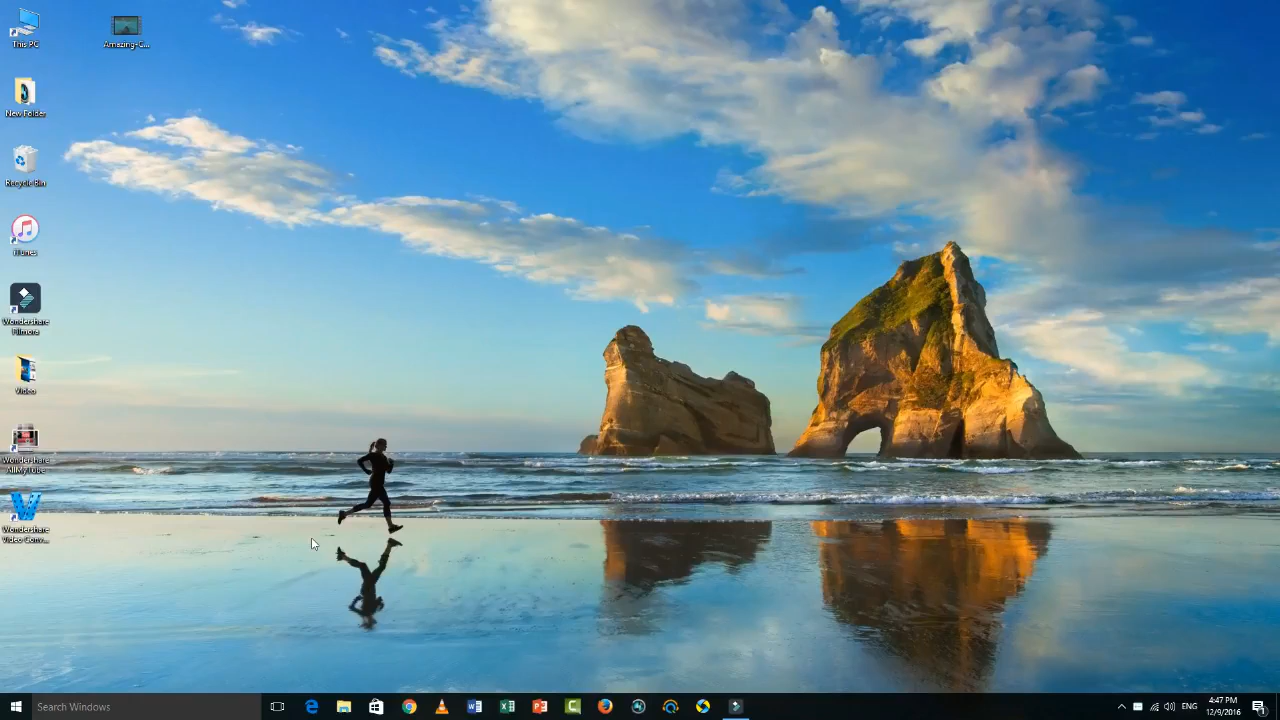 This PC
Amazing-C...
New Folder
Recycle Bin
iTunes
Wondershare
Filmora
Video
Wondershare
AllMyTube
Wondershare
Video Conv...
Search Windows
ENG
4:47 PM
12/9/2016